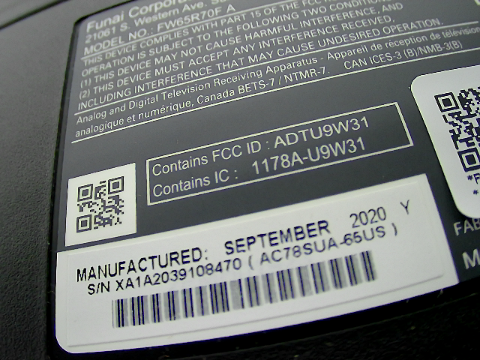 Funai Corporat
21061 S. Western Ave. S
MODEL NO : FW65R70F A
THIS DEVICE COMPLIES WITH PART 15 OF THE FCC
OPERATION IS SUBJECT TO THE FOLLOWING TWO CONDITIONS:
(1) THIS DEVICE MAY NOT CAUSE HARMFUL INTERFERENCE, AND
(2) THIS DEVICE MUST ACCEPT ANY INTERFERENCE
INCLUDING INTERFERENCE THAT MAY CAUSE UNDESIRED OPERATION.
Analog and Digital Television Receiving Apparatus - Appareil de réception de télévision
analogique et numérique, Canada BETS-7 / NTMR-7. CAN ICES-3 (B)/NMB-3(B)
Contains FCC ID : ADTU9W31
Contains IC : 1178A-U9W31
MANUFACTURED: SEPTEMBER 2020 Y
S/N XA1A2039108470 ( AC78SUA-65US )
FAB
M